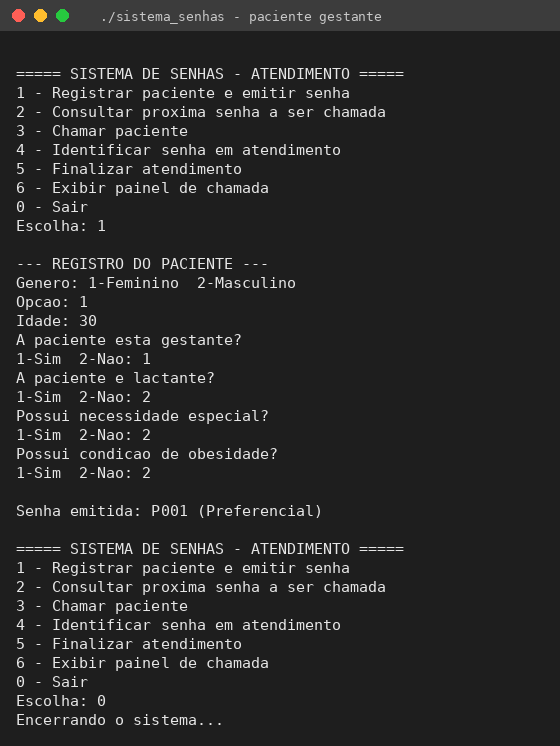 ./sistema_senhas - paciente gestante
===== SISTEMA DE SENHAS - ATENDIMENTO =====
1 - Registrar paciente e emitir senha
2 - Consultar proxima senha a ser chamada
3 - Chamar paciente
4 - Identificar senha em atendimento
5 - Finalizar atendimento
6 - Exibir painel de chamada
0 - Sair
Escolha: 1
--- REGISTRO DO PACIENTE ---
Genero: 1-Feminino  2-Masculino
Opcao: 1
Idade: 30
A paciente esta gestante?
1-Sim  2-Nao: 1
A paciente e lactante?
1-Sim  2-Nao: 2
Possui necessidade especial?
1-Sim  2-Nao: 2
Possui condicao de obesidade?
1-Sim  2-Nao: 2
Senha emitida: P001 (Preferencial)
===== SISTEMA DE SENHAS - ATENDIMENTO =====
1 - Registrar paciente e emitir senha
2 - Consultar proxima senha a ser chamada
3 - Chamar paciente
4 - Identificar senha em atendimento
5 - Finalizar atendimento
6 - Exibir painel de chamada
0 - Sair
Escolha: 0
Encerrando o sistema...